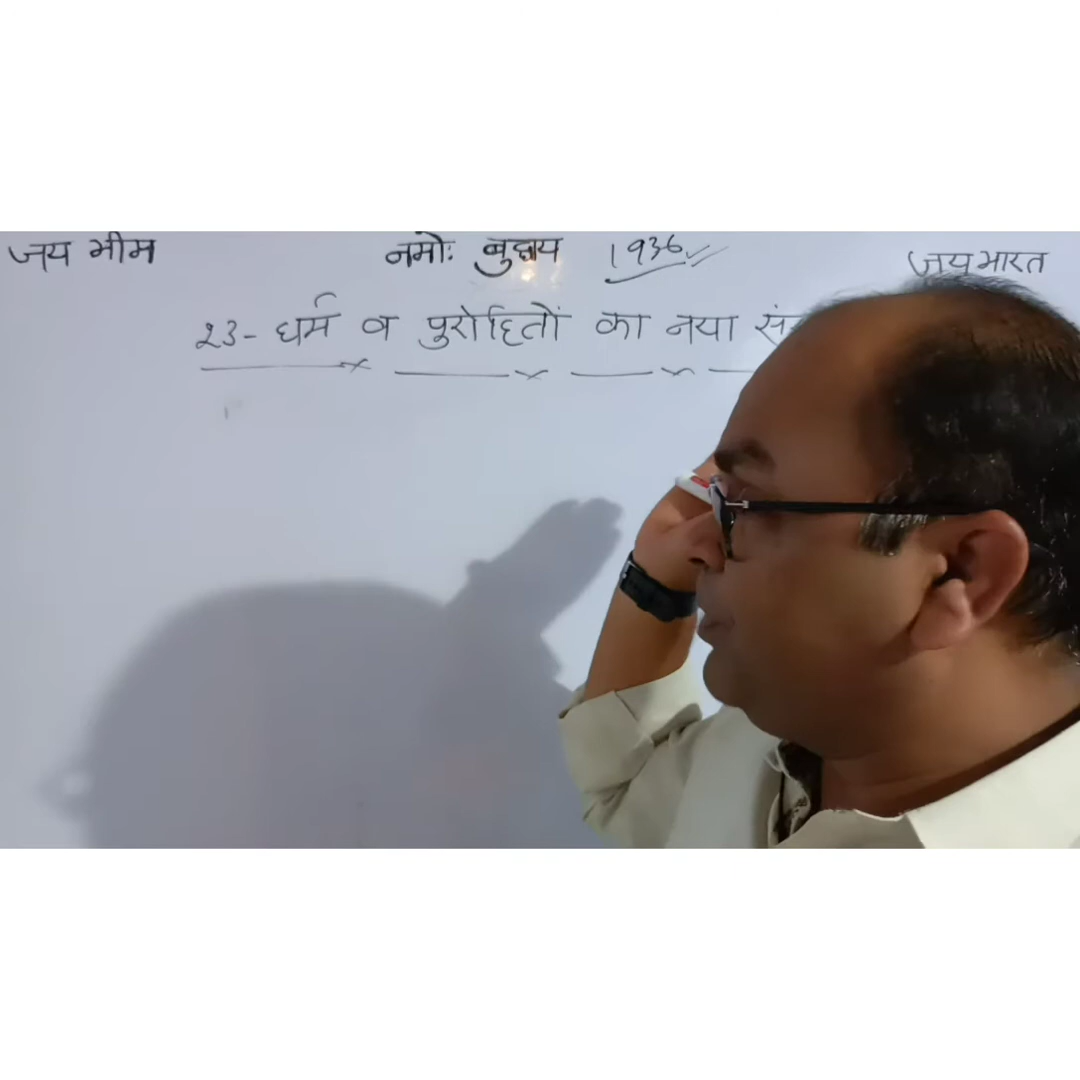 जय भीम नमोः बुद्धाय 1936 जय भारत
23- धर्म व पुरोहितों का नया